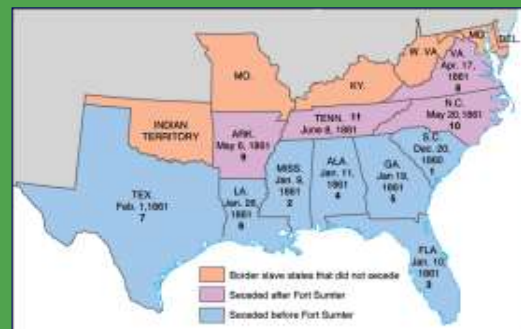 MO.
KY.
W. VA.
MD.
DEL.
VA.
Apr. 17,
1861
8
INDIAN
TERRITORY
ARK.
May 6, 1861
9
TENN. 11
June 8, 1861
N.C.
May 20, 1861
10
S.C.
Dec. 20,
1860
1
TEX.
Feb. 1, 1861
7
LA.
Jan. 26,
1861
6
MISS.
Jan. 9,
1861
2
ALA.
Jan. 11,
1861
4
GA.
Jan 19,
1861
5
FLA.
Jan. 10,
1861
3
Border slave states that did not secede
Seceded after Fort Sumter
Seceded before Fort Sumter